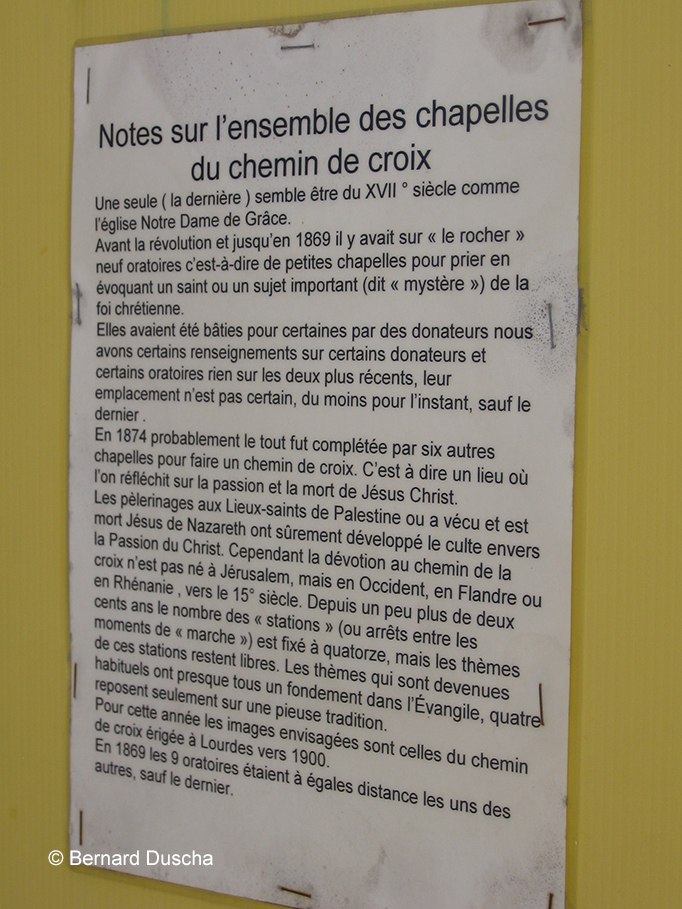 Notes sur l'ensemble des chapelles
du chemin de croix
Une seule ( la dernière ) semble être du XVII ° siècle comme
l'église Notre Dame de Grâce.
Avant la révolution et jusqu'en 1869 il y avait sur « le rocher »
neuf oratoires c'est-à-dire de petites chapelles pour prier en
évoquant un saint ou un sujet important (dit « mystère ») de la
foi chrétienne.
Elles avaient été bâties pour certaines par des donateurs nous
avons certains renseignements sur certains donateurs et
certains oratoires rien sur les deux plus récents, leur
emplacement n'est pas certain, du moins pour l'instant, sauf le
dernier .
En 1874 probablement le tout fut complétée par six autres
chapelles pour faire un chemin de croix. C'est à dire un lieu où
l'on réfléchit sur la passion et la mort de Jésus Christ.
Les pèlerinages aux Lieux-saints de Palestine ou a vécu et est
mort Jésus de Nazareth ont sûrement développé le culte envers
la Passion du Christ. Cependant la dévotion au chemin de la
croix n'est pas né à Jérusalem, mais en Occident, en Flandre ou
en Rhénanie , vers le 15° siècle. Depuis un peu plus de deux
cents ans le nombre des « stations » (ou arrêts entre les
moments de « marche ») est fixé à quatorze, mais les thèmes
de ces stations restent libres. Les thèmes qui sont devenues
habituels ont presque tous un fondement dans l'Évangile, quatre
reposent seulement sur une pieuse tradition.
Pour cette année les images envisagées sont celles du chemin
de croix érigée à Lourdes vers 1900.
En 1869 les 9 oratoires étaient à égales distance les uns des
autres, sauf le dernier.
© Bernard Duscha